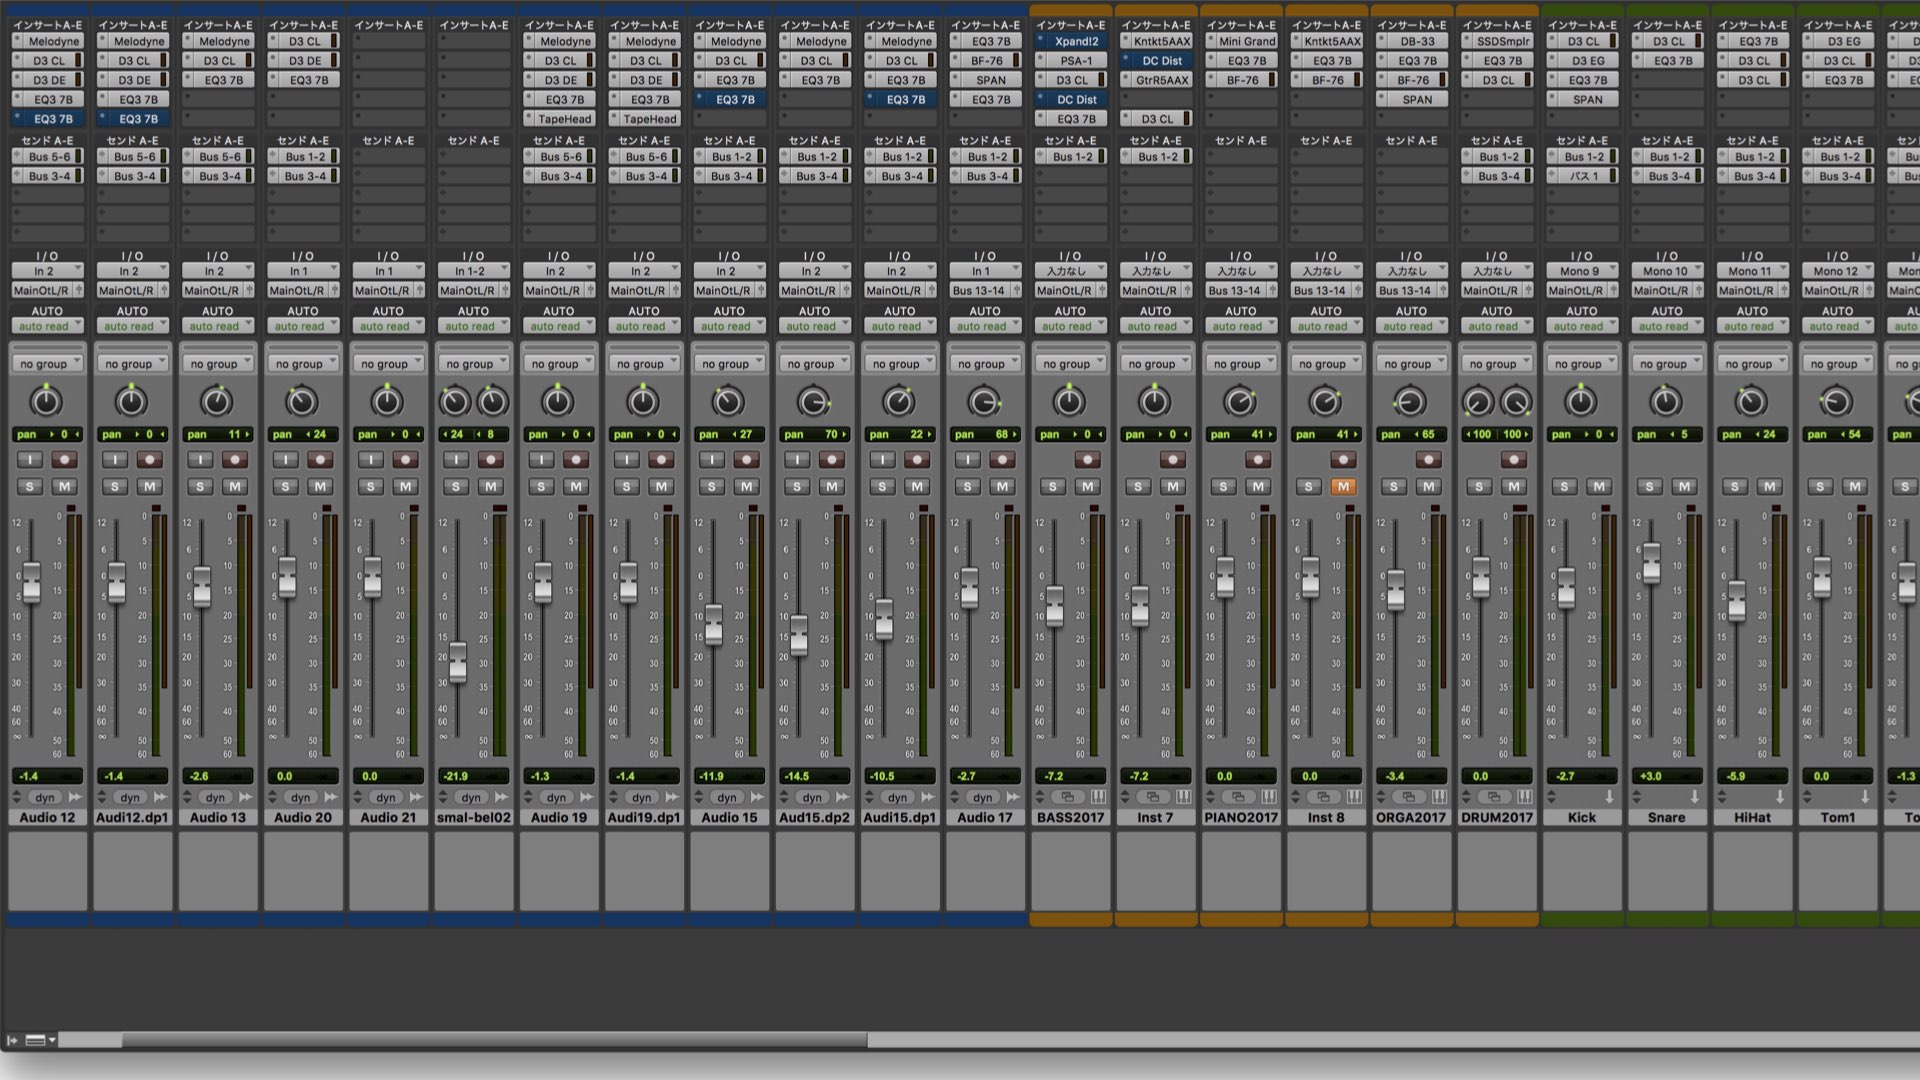 インサートA-E インサートA-E インサートA-E インサートA-E インサートA-E インサートA-E インサートA-E インサートA-E インサートA-E インサートA-E インサートA-E インサートA-E インサートA-E インサートA-E インサートA-E インサートA-E インサートA-E インサートA-E インサートA-E インサートA-E インサートA-E インサートA-E
Melodyne Melodyne Melodyne D3 CL Melodyne Melodyne Melodyne Melodyne Melodyne EQ3 7B Xpand!2 Kntkt5AAX Mini Grand Kntkt5AAX DB-33 SSDSmplr D3 CL D3 CL EQ3 7B D3 EG
D3 CL D3 CL D3 CL D3 DE D3 CL D3 CL D3 CL D3 CL D3 CL BF-76 PSA-1 DC Dist EQ3 7B EQ3 7B EQ3 7B EQ3 7B D3 EG EQ3 7B D3 CL D3 CL
D3 DE D3 DE EQ3 7B EQ3 7B D3 DE D3 DE EQ3 7B EQ3 7B EQ3 7B SPAN D3 CL GtrR5AAX BF-76 BF-76 BF-76 D3 CL EQ3 7B D3 CL EQ3 7B
EQ3 7B EQ3 7B EQ3 7B EQ3 7B EQ3 7B EQ3 7B EQ3 7B DC Dist SPAN SPAN
EQ3 7B EQ3 7B TapeHead TapeHead EQ3 7B D3 CL
センド A-E センド A-E センド A-E センド A-E センド A-E センド A-E センド A-E センド A-E センド A-E センド A-E センド A-E センド A-E センド A-E センド A-E センド A-E センド A-E センド A-E センド A-E センド A-E センド A-E センド A-E センド A-E
Bus 5-6 Bus 5-6 Bus 5-6 Bus 1-2 Bus 5-6 Bus 5-6 Bus 1-2 Bus 1-2 Bus 1-2 Bus 1-2 Bus 1-2 Bus 1-2 Bus 1-2 Bus 1-2 Bus 1-2 Bus 1-2 Bus 1-2
Bus 3-4 Bus 3-4 Bus 3-4 Bus 3-4 Bus 3-4 Bus 3-4 Bus 3-4 Bus 3-4 Bus 3-4 Bus 3-4 Bus 3-4 バス 1 Bus 3-4 Bus 3-4 Bus 3-4
I / O I / O I / O I / O I / O I / O I / O I / O I / O I / O I / O I / O I / O I / O I / O I / O I / O I / O I / O I / O I / O I / O
In 2 In 2 In 2 In 1 In 1 In 1-2 In 2 In 2 In 2 In 2 In 2 In 1 入力なし 入力なし 入力なし 入力なし 入力なし 入力なし Mono 9 Mono 10 Mono 11 Mono 12
MainOtL/R MainOtL/R MainOtL/R MainOtL/R MainOtL/R MainOtL/R MainOtL/R MainOtL/R MainOtL/R MainOtL/R MainOtL/R Bus 13-14 MainOtL/R MainOtL/R Bus 13-14 Bus 13-14 Bus 13-14 MainOtL/R MainOtL/R MainOtL/R MainOtL/R MainOtL/R
AUTO AUTO AUTO AUTO AUTO AUTO AUTO AUTO AUTO AUTO AUTO AUTO AUTO AUTO AUTO AUTO AUTO AUTO AUTO AUTO AUTO AUTO
auto read auto read auto read auto read auto read auto read auto read auto read auto read auto read auto read auto read auto read auto read auto read auto read auto read auto read auto read auto read auto read auto read
no group no group no group no group no group no group no group no group no group no group no group no group no group no group no group no group no group no group no group no group no group no group
pan 0 pan 0 pan 11 pan 24 pan 0 24 8 pan 0 pan 0 pan 27 pan 70 pan 22 pan 68 pan 0 pan 0 pan 41 pan 41 pan 65 100 100 pan 0 pan 5 pan 24 pan 54 pan
S M S M S M S M S M S M S M S M S M S M S M S M S M S M S M S M S M S M S M S M S M S M S
-1.4 -1.4 -2.6 0.0 0.0 -21.9 -1.3 -1.4 -11.9 -14.5 -10.5 -2.7 -7.2 -7.2 0.0 0.0 -3.4 0.0 -2.7 +3.0 -5.9 0.0 -1.3
dyn dyn dyn dyn dyn dyn dyn dyn dyn dyn dyn dyn
Audio 12 Audi12.dp1 Audio 13 Audio 20 Audio 21 smal-bel02 Audio 19 Audi19.dp1 Audio 15 Aud15.dp2 Audi15.dp1 Audio 17 BASS2017 Inst 7 PIANO2017 Inst 8 ORGA2017 DRUM2017 Kick Snare HiHat Tom1